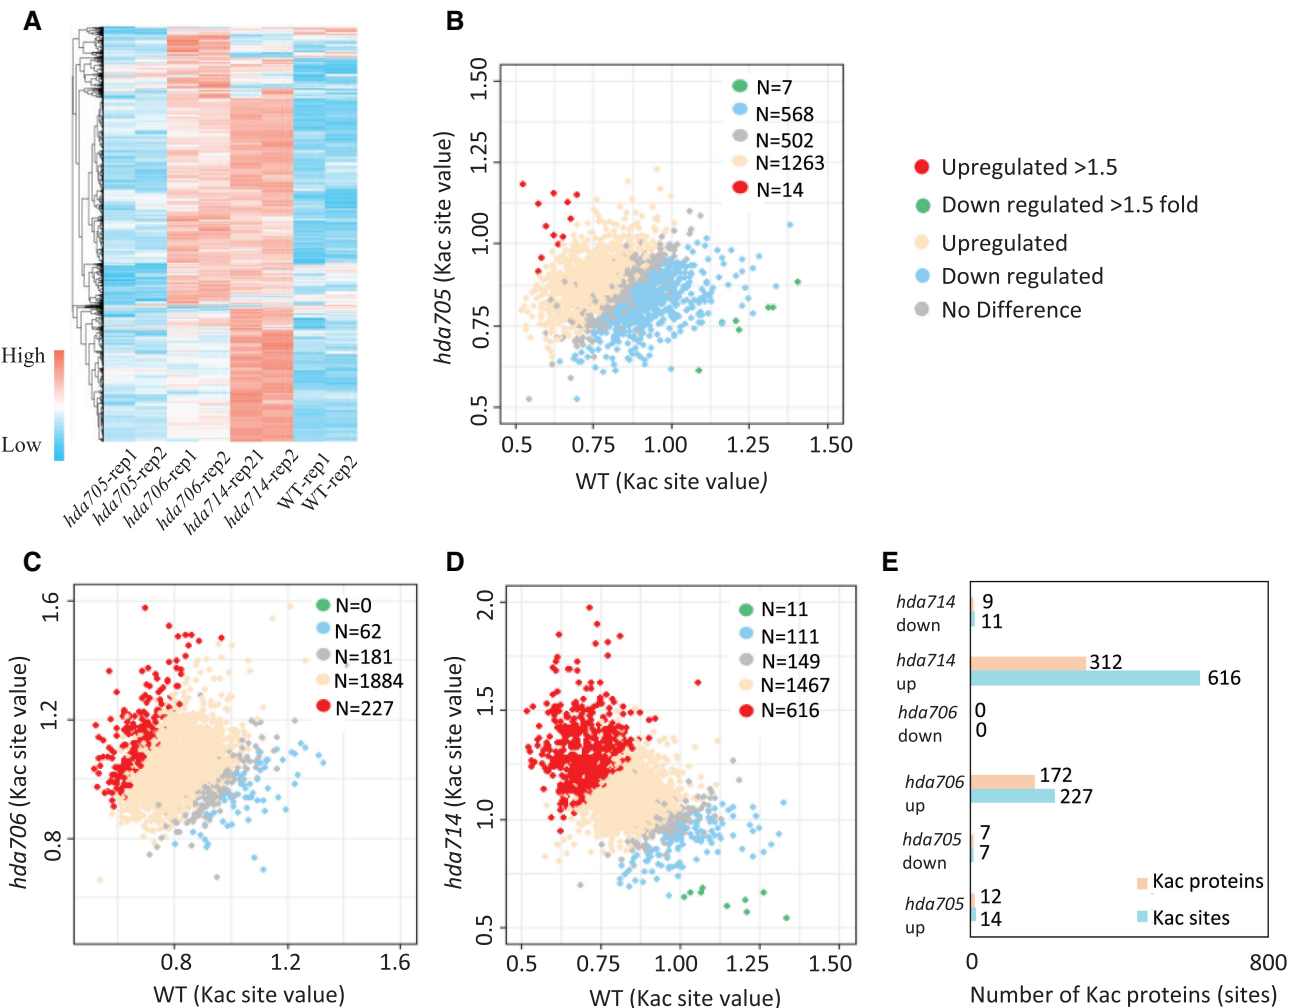 A
High
Low
hda705-rep1
hda705-rep2
hda706-rep1
hda706-rep2
hda714-rep21
hda714-rep2
WT-rep1
WT-rep2
B
hda705 (Kac site value)
1.50
1.25
1.00
0.75
0.5
N=7
N=568
N=502
N=1263
N=14
0.5
0.75
1.00
1.25
1.50
WT (Kac site value)
Upregulated >1.5
Down regulated >1.5 fold
Upregulated
Down regulated
No Difference
C
hda706 (Kac site value)
1.6
1.2
0.8
N=0
N=62
N=181
N=1884
N=227
0.8
1.2
1.6
WT (Kac site value)
D
hda714 (Kac site value)
2.0
1.5
1.0
0.5
N=11
N=111
N=149
N=1467
N=616
0.5
0.75
1.00
1.25
1.50
WT (Kac site value)
E
hda714
down
9
11
hda714
up
312
616
hda706
down
0
0
hda706
up
172
227
hda705
down
7
7
hda705
up
12
14
Kac proteins
Kac sites
0
800
Number of Kac proteins (sites)